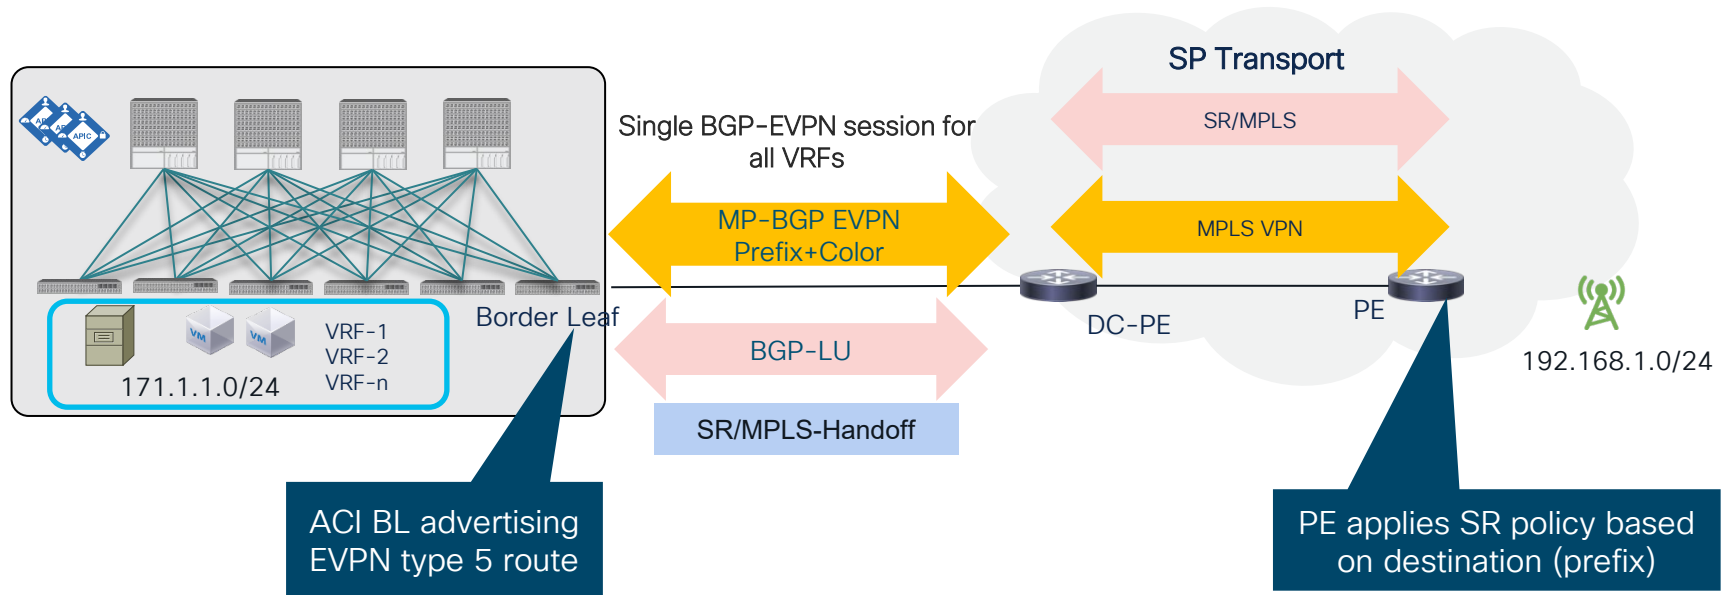 SP Transport
SR/MPLS
MPLS VPN
Single BGP-EVPN session for
all VRFs
MP-BGP EVPN
Prefix+Color
BGP-LU
SR/MPLS-Handoff
APIC
Border Leaf
VM
VM
VRF-1
VRF-2
VRF-n
171.1.1.0/24
DC-PE
PE
192.168.1.0/24
ACI BL advertising
EVPN type 5 route
PE applies SR policy based
on destination (prefix)